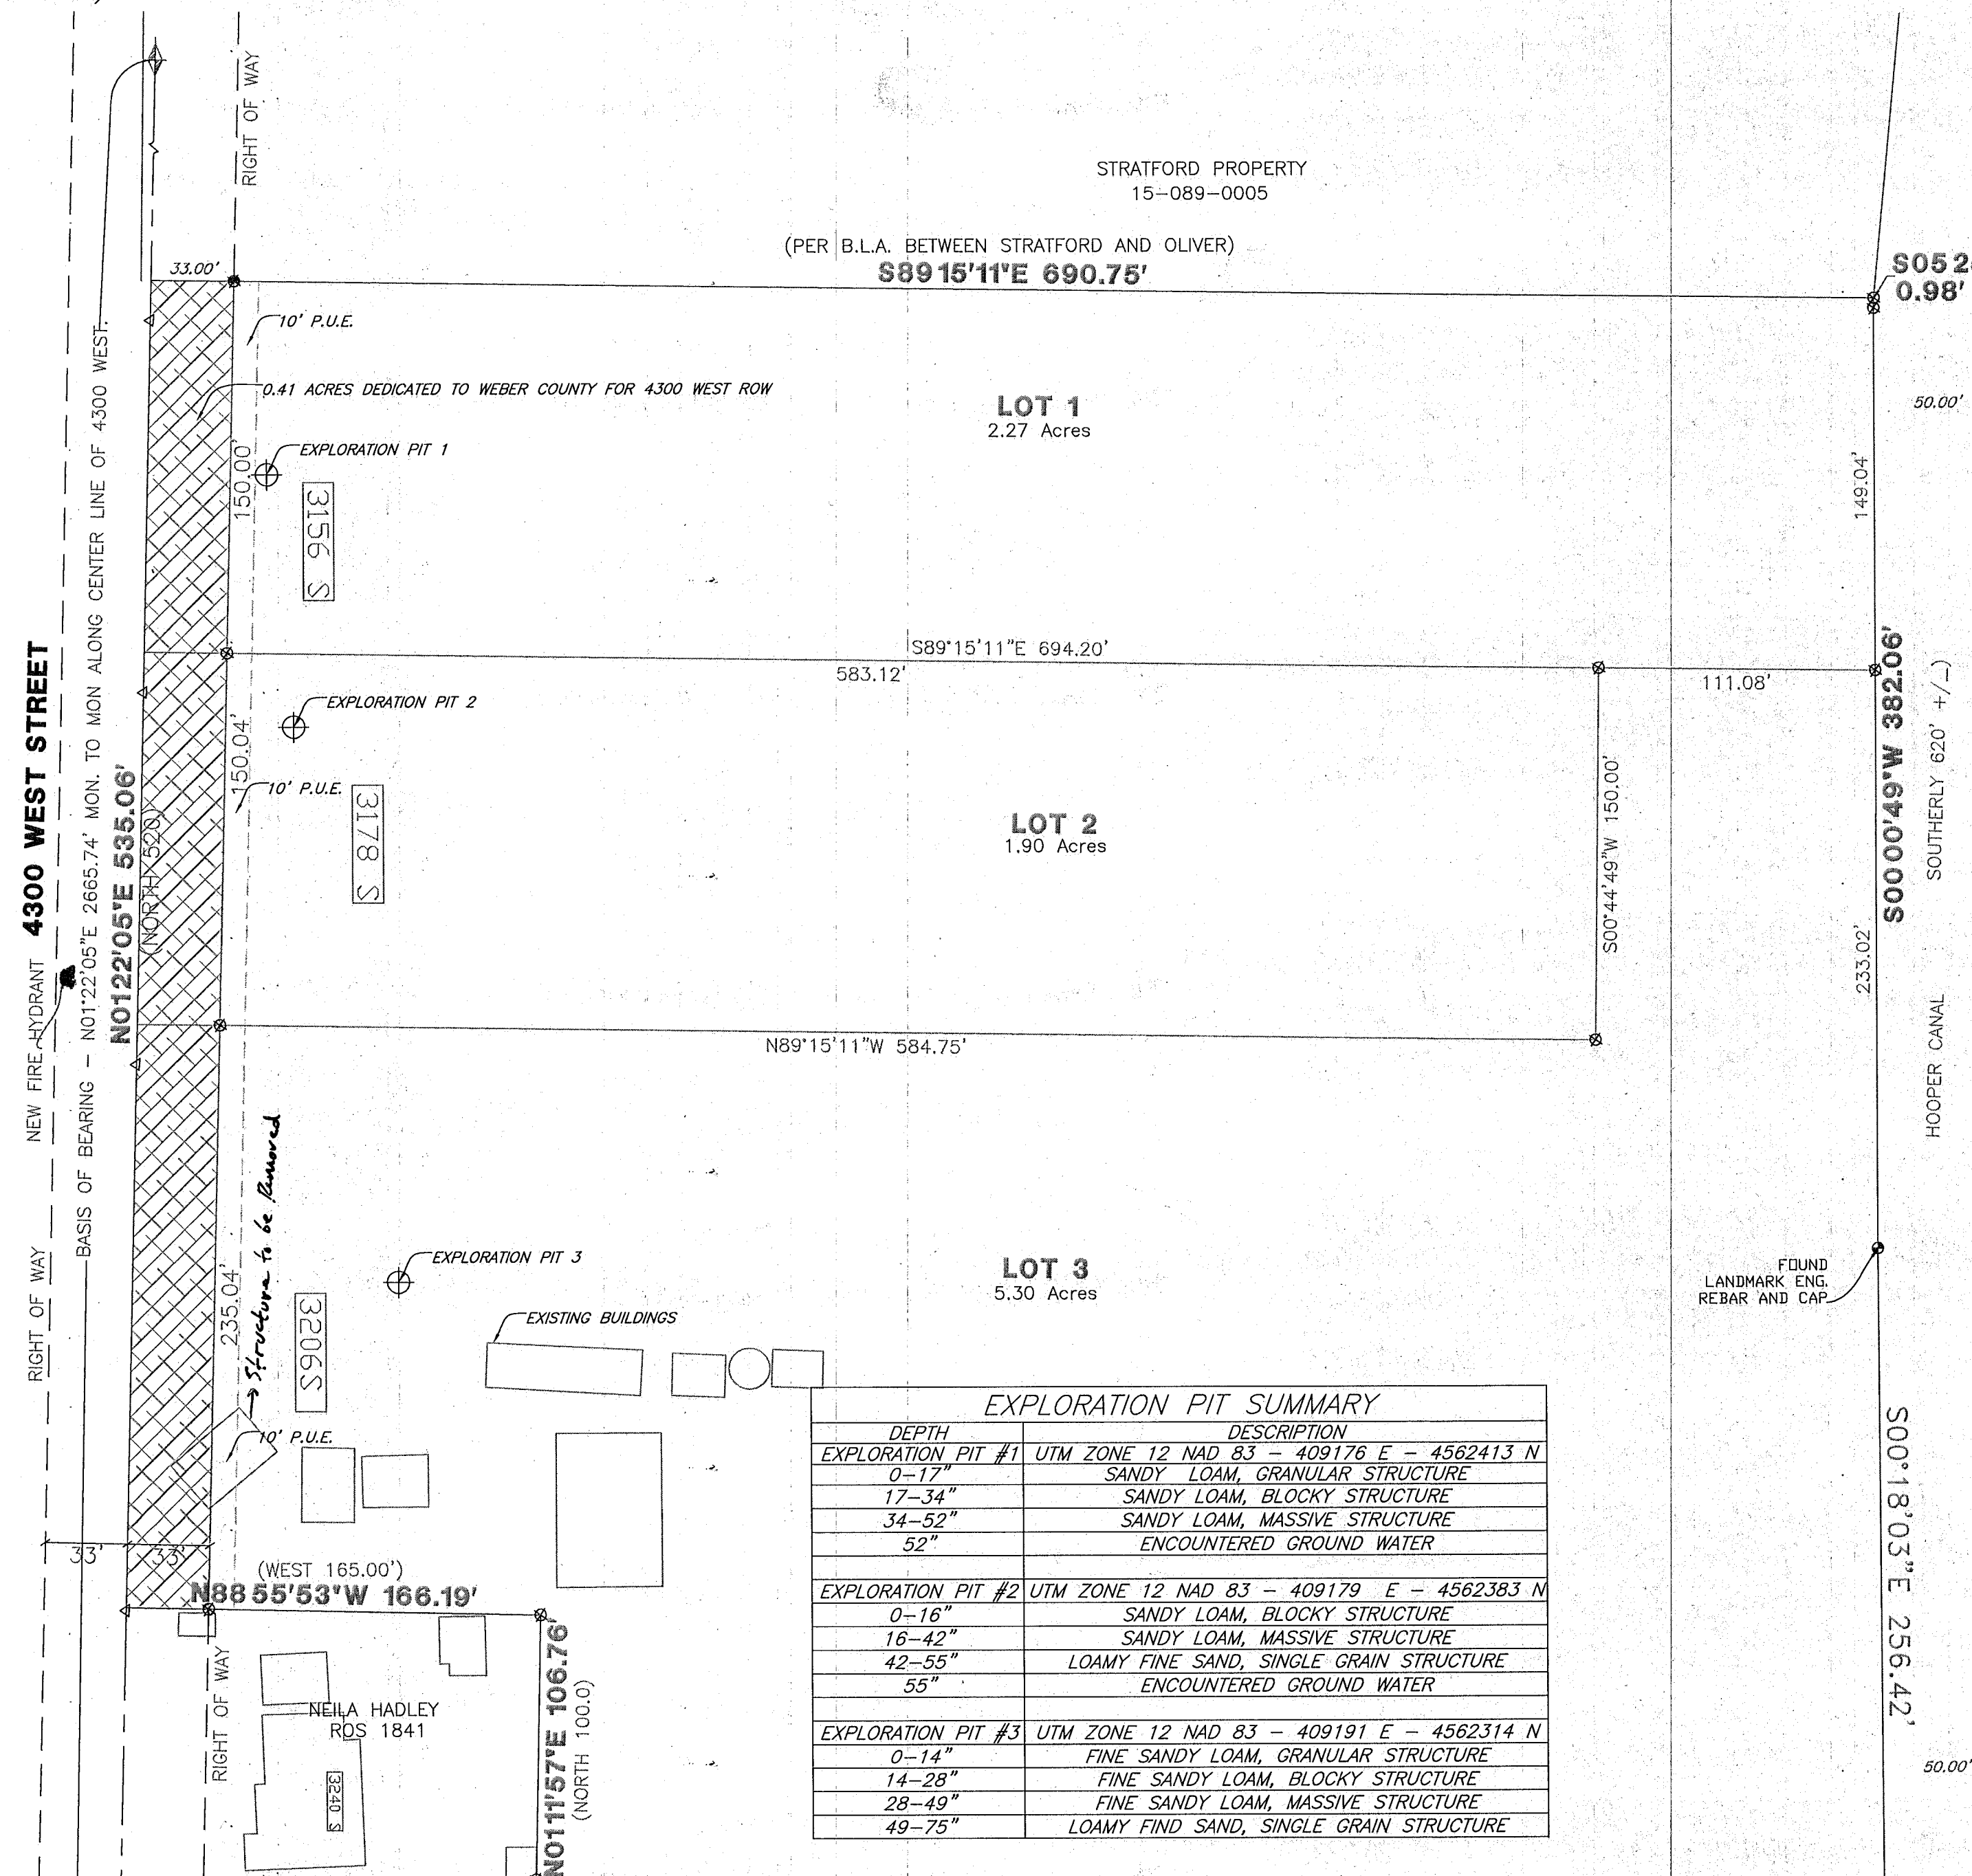 RIGHT OF WAY
STRATFORD PROPERTY
15-089-0005
(PER B.L.A. BETWEEN STRATFORD AND OLIVER)
S8915'11"E 690.75'
33.00'
0.98'
10' P.U.E.
0.41 ACRES DEDICATED TO WEBER COUNTY FOR 4300 WEST ROW
LOT 1
2.27 Acres
50.00'
EXPLORATION PIT 1
150.00'
3156 S
149.04'
S89°15'11"E 694.20'
583.12'
111.08'
EXPLORATION PIT 2
150.04'
10' P.U.E.
3178 S
LOT 2
1.90 Acres
S00°44'49"W 150.00'
S0000'49"W 382.06'
SOUTHERLY 620' +/-)
HOOPER CANAL
233.02'
4300 WEST STREET
NEW FIRE HYDRANT
BASIS OF BEARING - N01°22'05"E 2665.74' MON. TO MON ALONG CENTER LINE OF 4300 WEST.
N0122'05"E 535.06'
(NORTH 520)
N89°15'11"W 584.75'
Structure to be Removed
235.04'
EXPLORATION PIT 3
3206S
LOT 3
5.30 Acres
FOUND
LANDMARK ENG.
REBAR AND CAP
EXISTING BUILDINGS
RIGHT OF WAY
10' P.U.E.
33'
33'
(WEST 165.00')
N8855'53"W 166.19'
RIGHT OF WAY
NEILA HADLEY
ROS 1841
3240 S
N0111'57"E 106.76'
(NORTH 100.0)
EXPLORATION PIT SUMMARY
DEPTH DESCRIPTION
EXPLORATION PIT #1 UTM ZONE 12 NAD 83 - 409176 E - 4562413 N
0-17" SANDY LOAM, GRANULAR STRUCTURE
17-34" SANDY LOAM, BLOCKY STRUCTURE
34-52" SANDY LOAM, MASSIVE STRUCTURE
52" ENCOUNTERED GROUND WATER
EXPLORATION PIT #2 UTM ZONE 12 NAD 83 - 409179 E - 4562383 N
0-16" SANDY LOAM, BLOCKY STRUCTURE
16-42" SANDY LOAM, MASSIVE STRUCTURE
42-55" LOAMY FINE SAND, SINGLE GRAIN STRUCTURE
55" ENCOUNTERED GROUND WATER
EXPLORATION PIT #3 UTM ZONE 12 NAD 83 - 409191 E - 4562314 N
0-14" FINE SANDY LOAM, GRANULAR STRUCTURE
14-28" FINE SANDY LOAM, BLOCKY STRUCTURE
28-49" FINE SANDY LOAM, MASSIVE STRUCTURE
49-75" LOAMY FIND SAND, SINGLE GRAIN STRUCTURE
S00°18'03"E 256.42'
50.00'